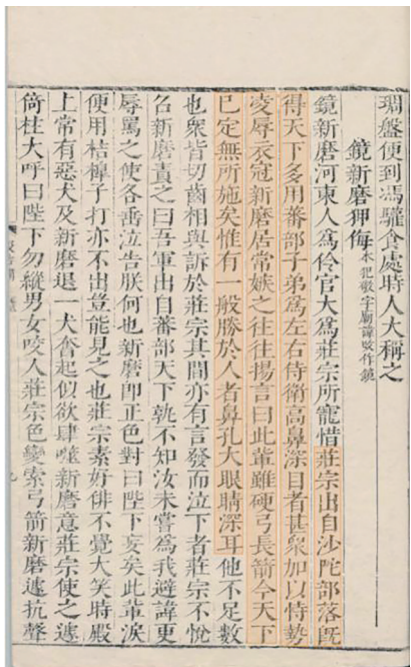 琱盤便到馮驩食處時人大稱之
鏡新磨狎侮本犯敬字廟諱改作鏡
鏡新磨河東人爲伶官大爲莊宗所寵惜莊宗出自沙陀部落旣
得天下多用蕃部子弟爲左右侍衛高鼻深目者甚衆加以恃勢
凌辱衣冠新磨居常嫉之往往揚言曰此輩雖硬弓長箭今天下
已定無所施矣惟有一般勝於人者鼻孔大眼睛深耳他不足數
也衆皆切齒相與訴於莊宗其間亦有言發而泣下者莊宗不悅
召新磨責之曰吾軍出自蕃部天下孰不知汝未嘗爲我避諱更
辱罵之使各垂泣告朕何也新磨卽正色對曰陛下妄矣此輩淚
便用桔槔子打亦不出豈能見之也莊宗素好俳不覺大笑時殿
上常有惡犬及新磨退一犬奮起似欲肆噬新磨意莊宗使之遽
倚柱大呼曰陛下勿縱男女咬人莊宗色變索弓箭新磨遽抗聲